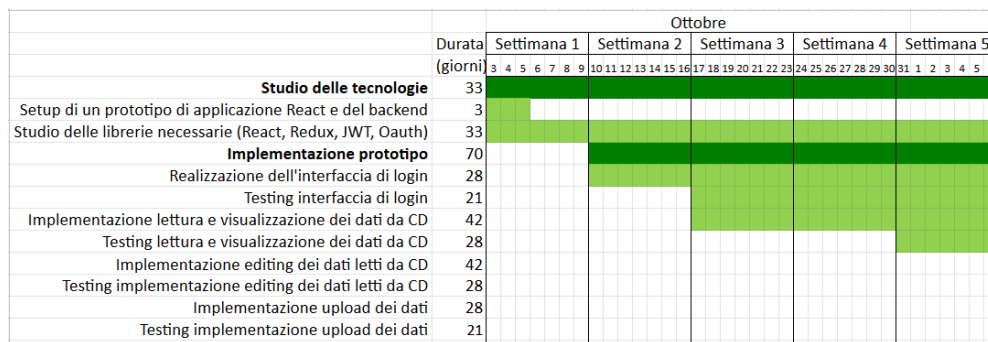 Ottobre
Durata Settimana 1 Settimana 2 Settimana 3 Settimana 4 Settimana 5
(giorni) 3 4 5 6 7 8 9 10 11 12 13 14 15 16 17 18 19 20 21 22 23 24 25 26 27 28 29 30 31 1 2 3 4 5
Studio delle tecnologie 33
Setup di un prototipo di applicazione React e del backend 3
Studio delle librerie necessarie (React, Redux, JWT, Oauth) 33
Implementazione prototipo 70
Realizzazione dell'interfaccia di login 28
Testing interfaccia di login 21
Implementazione lettura e visualizzazione dei dati da CD 42
Testing lettura e visualizzazione dei dati da CD 28
Implementazione editing dei dati letti da CD 42
Testing implementazione editing dei dati letti da CD 28
Implementazione upload dei dati 28
Testing implementazione upload dei dati 21